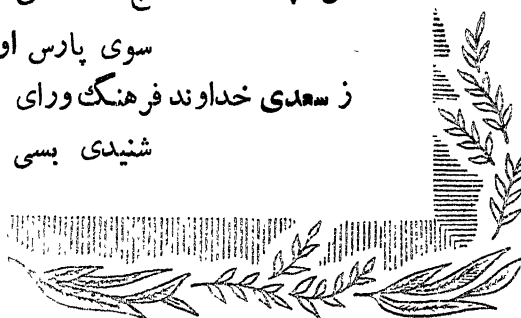 سوی پارس او
ز سعدی خداوند فرهنگ ورای
شنیدی بسی